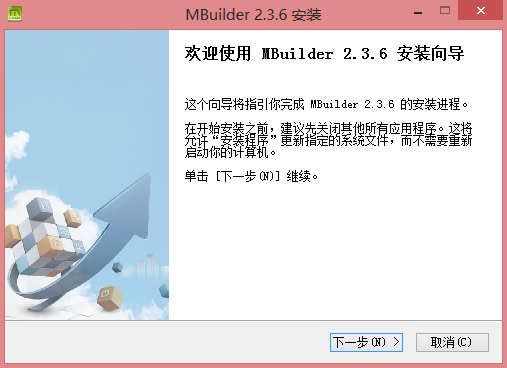 MBuilder 2.3.6 安装
欢迎使用 MBuilder 2.3.6 安装向导
这个向导将指引你完成 MBuilder 2.3.6 的安装进程。
在开始安装之前，建议先关闭其他所有应用程序。这将
允许“安装程序”更新指定的系统文件，而不需要重新
启动你的计算机。
单击 [下一步(N)] 继续。
下一步(N) >
取消(C)